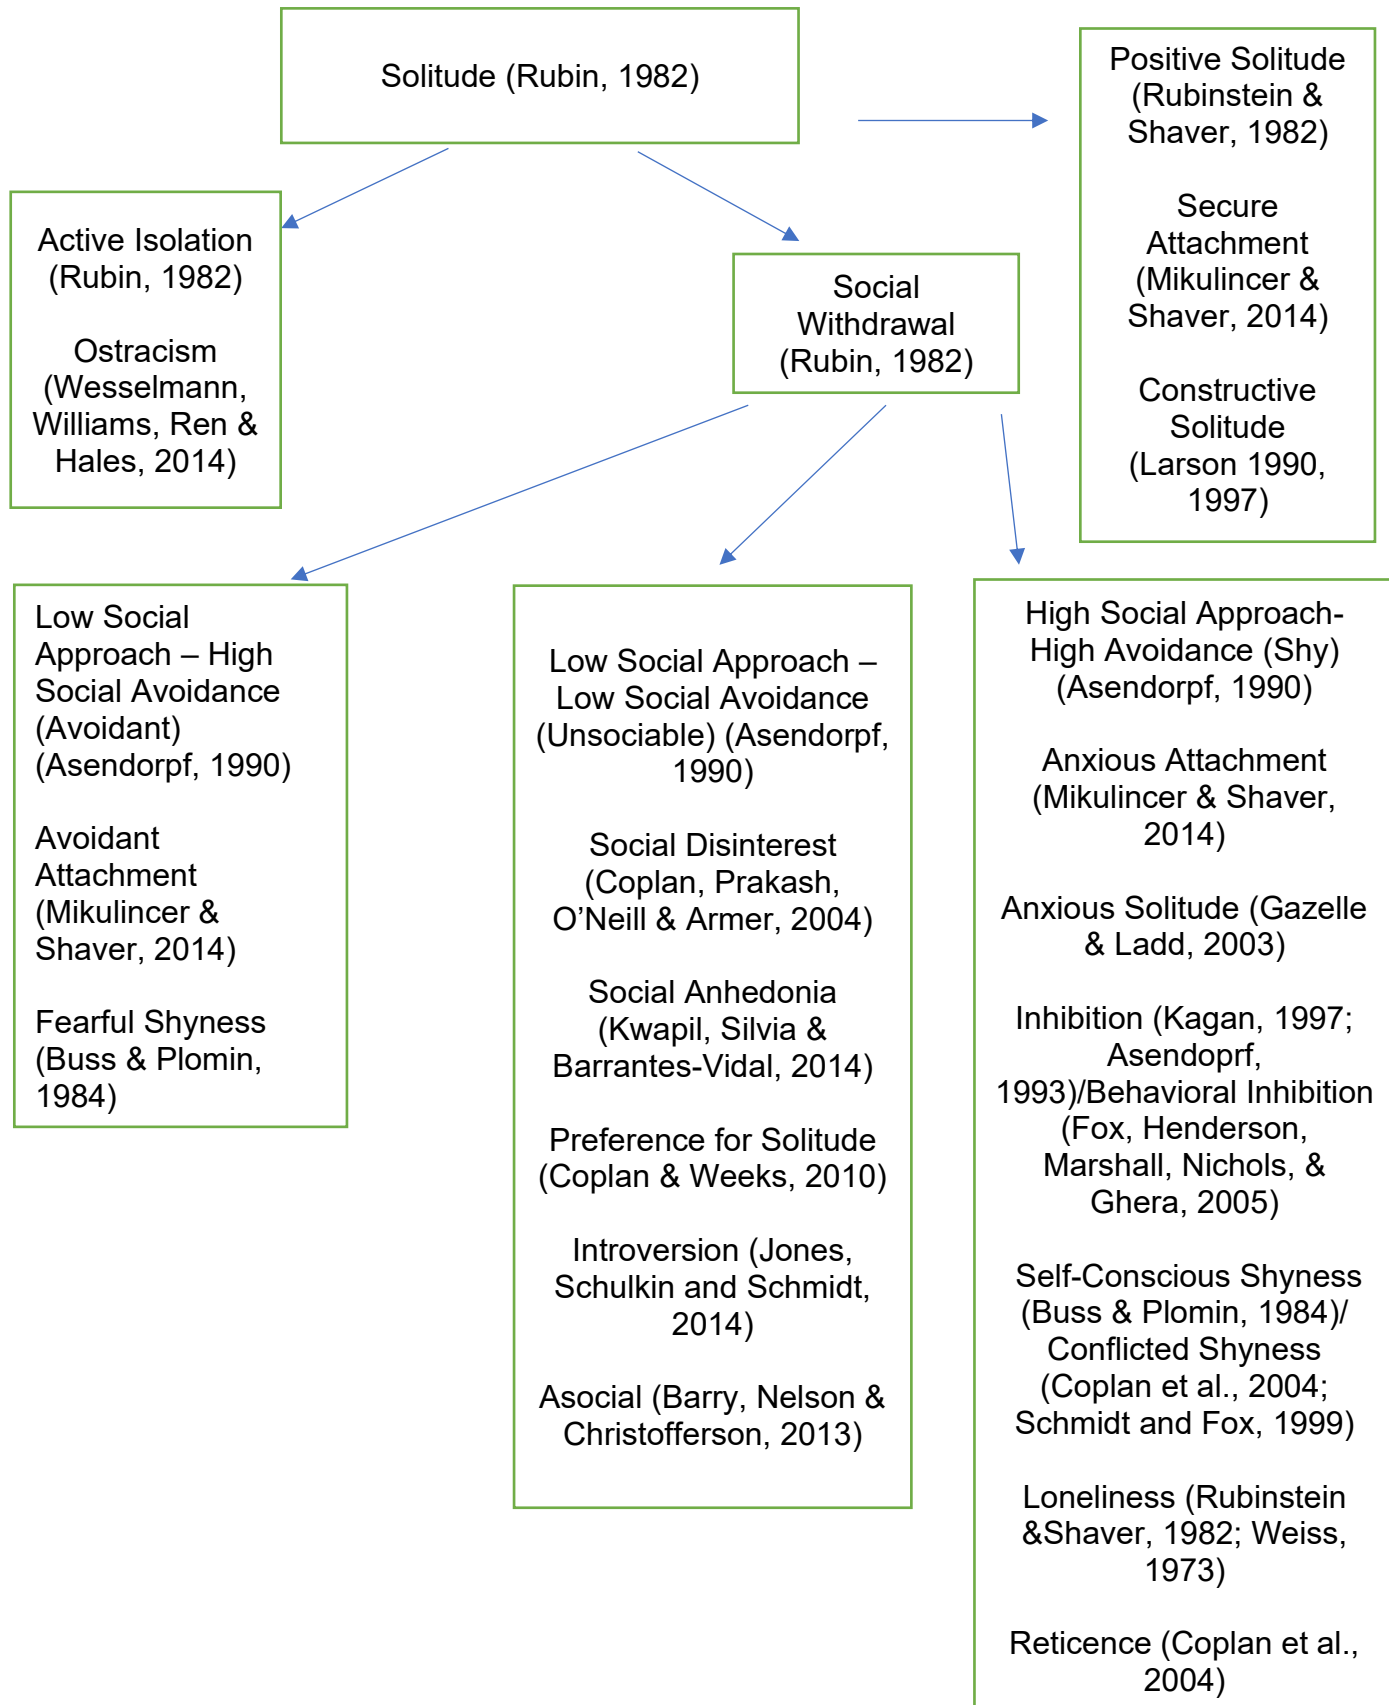 Solitude (Rubin, 1982)
Positive Solitude
(Rubinstein &
Shaver, 1982)
Secure
Attachment
(Mikulincer &
Shaver, 2014)
Constructive
Solitude
(Larson 1990,
1997)
Active Isolation
(Rubin, 1982)
Ostracism
(Wesselmann,
Williams, Ren &
Hales, 2014)
Social
Withdrawal
(Rubin, 1982)
Low Social
Approach – High
Social Avoidance
(Avoidant)
(Asendorpf, 1990)
Avoidant
Attachment
(Mikulincer &
Shaver, 2014)
Fearful Shyness
(Buss & Plomin,
1984)
Low Social Approach –
Low Social Avoidance
(Unsociable) (Asendorpf,
1990)
Social Disinterest
(Coplan, Prakash,
O’Neill & Armer, 2004)
Social Anhedonia
(Kwapil, Silvia &
Barrantes-Vidal, 2014)
Preference for Solitude
(Coplan & Weeks, 2010)
Introversion (Jones,
Schulkin and Schmidt,
2014)
Asocial (Barry, Nelson &
Christofferson, 2013)
High Social Approach-
High Avoidance (Shy)
(Asendorpf, 1990)
Anxious Attachment
(Mikulincer & Shaver,
2014)
Anxious Solitude (Gazelle
& Ladd, 2003)
Inhibition (Kagan, 1997;
Asendoprf,
1993)/Behavioral Inhibition
(Fox, Henderson,
Marshall, Nichols, &
Ghera, 2005)
Self-Conscious Shyness
(Buss & Plomin, 1984)/
Conflicted Shyness
(Coplan et al., 2004;
Schmidt and Fox, 1999)
Loneliness (Rubinstein
&Shaver, 1982; Weiss,
1973)
Reticence (Coplan et al.,
2004)